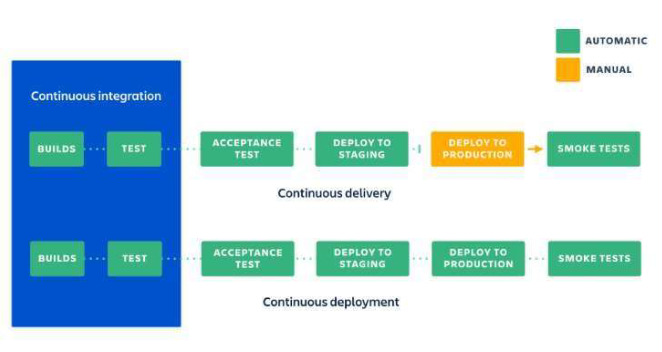 AUTOMATIC
MANUAL
Continuous integration
BUILDS
TEST
ACCEPTANCE
TEST
DEPLOY TO
STAGING
DEPLOY TO
PRODUCTION
SMOKE TESTS
Continuous delivery
BUILDS
TEST
ACCEPTANCE
TEST
DEPLOY TO
STAGING
DEPLOY TO
PRODUCTION
SMOKE TESTS
Continuous deployment